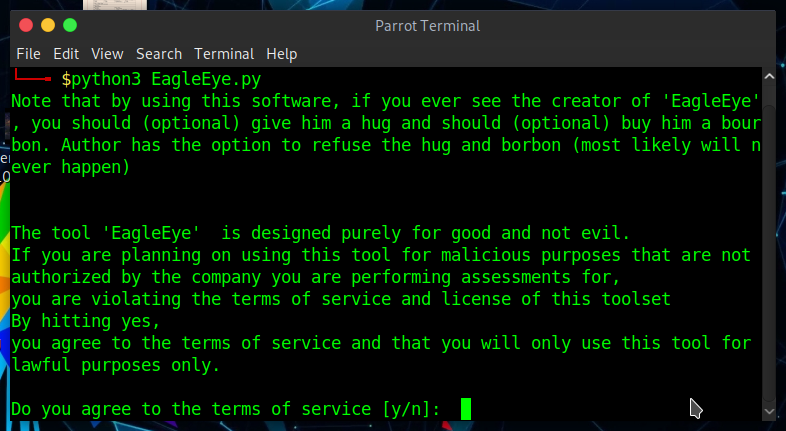 Parrot Terminal
File Edit View Search Terminal Help
$python3 EagleEye.py
Note that by using this software, if you ever see the creator of 'EagleEye'
, you should (optional) give him a hug and should (optional) buy him a bour
bon. Author has the option to refuse the hug and borbon (most likely will n
ever happen)
The tool 'EagleEye'  is designed purely for good and not evil.
If you are planning on using this tool for malicious purposes that are not
authorized by the company you are performing assessments for,
you are violating the terms of service and license of this toolset
By hitting yes,
you agree to the terms of service and that you will only use this tool for
lawful purposes only.
Do you agree to the terms of service [y/n]: